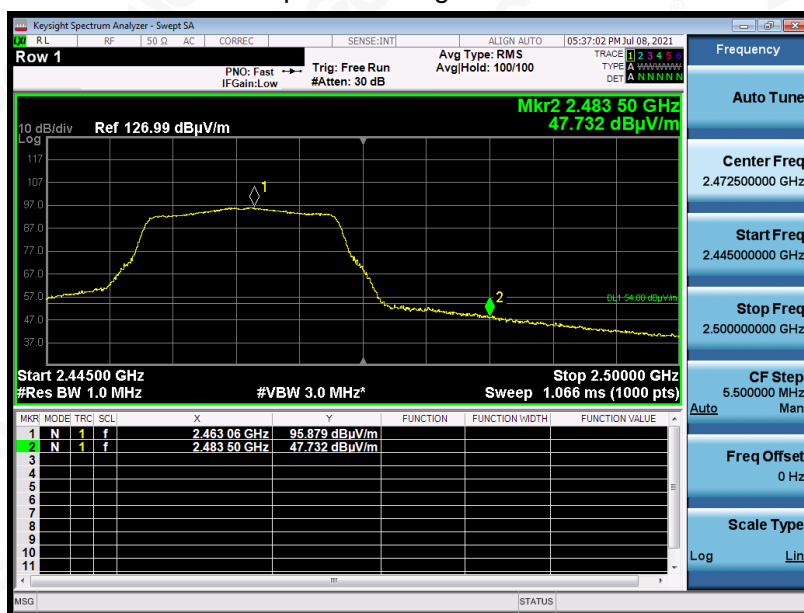 Keysight Spectrum Analyzer - Swept SA
LXI RL RF 50 Ω AC CORREC SENSE:INT ALIGN AUTO 05:37:02 PM Jul 08, 2021
Row 1
PNO: Fast
IFGain:Low
Trig: Free Run
#Atten: 30 dB
Avg Type: RMS
Avg|Hold: 100/100
TRACE 1 2 3 4 5 6
TYPE A WWWWW
DET A N N N N N
Mkr2 2.483 50 GHz
47.732 dBµV/m
10 dB/div Ref 126.99 dBµV/m
Log
117
107
97.0
87.0
77.0
67.0
57.0
47.0
37.0
1
2
DL1 54.00 dBµV/m
Start 2.44500 GHz Stop 2.50000 GHz
#Res BW 1.0 MHz #VBW 3.0 MHz* Sweep 1.066 ms (1000 pts)
MKR MODE TRC SCL X Y FUNCTION FUNCTION WIDTH FUNCTION VALUE
1 N 1 f 2.463 06 GHz 95.879 dBµV/m
2 N 1 f 2.483 50 GHz 47.732 dBµV/m
3
4
5
6
7
8
9
10
11
MSG STATUS
Frequency
Auto Tune
Center Freq
2.472500000 GHz
Start Freq
2.445000000 GHz
Stop Freq
2.500000000 GHz
CF Step
5.500000 MHz
Auto Man
Freq Offset
0 Hz
Scale Type
Log Lin